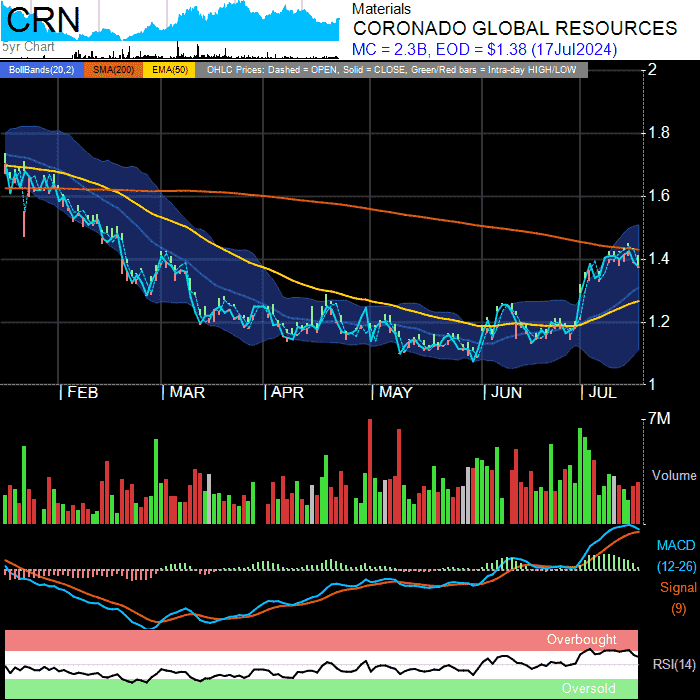 CRN
5yr Chart
Materials
CORONADO GLOBAL RESOURCES
MC = 2.3B, EOD = $1.38 (17Jul2024)
BollBands(20,2) SMA(200) EMA(50) OHLC Prices: Dashed = OPEN, Solid = CLOSE, Green/Red bars = Intra-day HIGH/LOW
2
1.8
1.6
1.4
1.2
1
FEB MAR APR MAY JUN JUL
7M
Volume
MACD
(12-26)
Signal
(9)
Overbought
RSI(14)
Oversold